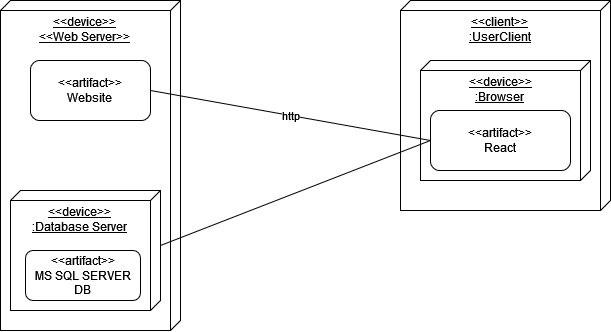 <<device>>
<<Web Server>>
<<artifact>>
Website
<<device>>
:Database Server
<<artifact>>
MS SQL SERVER
DB
http
<<client>>
:UserClient
<<device>>
:Browser
<<artifact>>
React